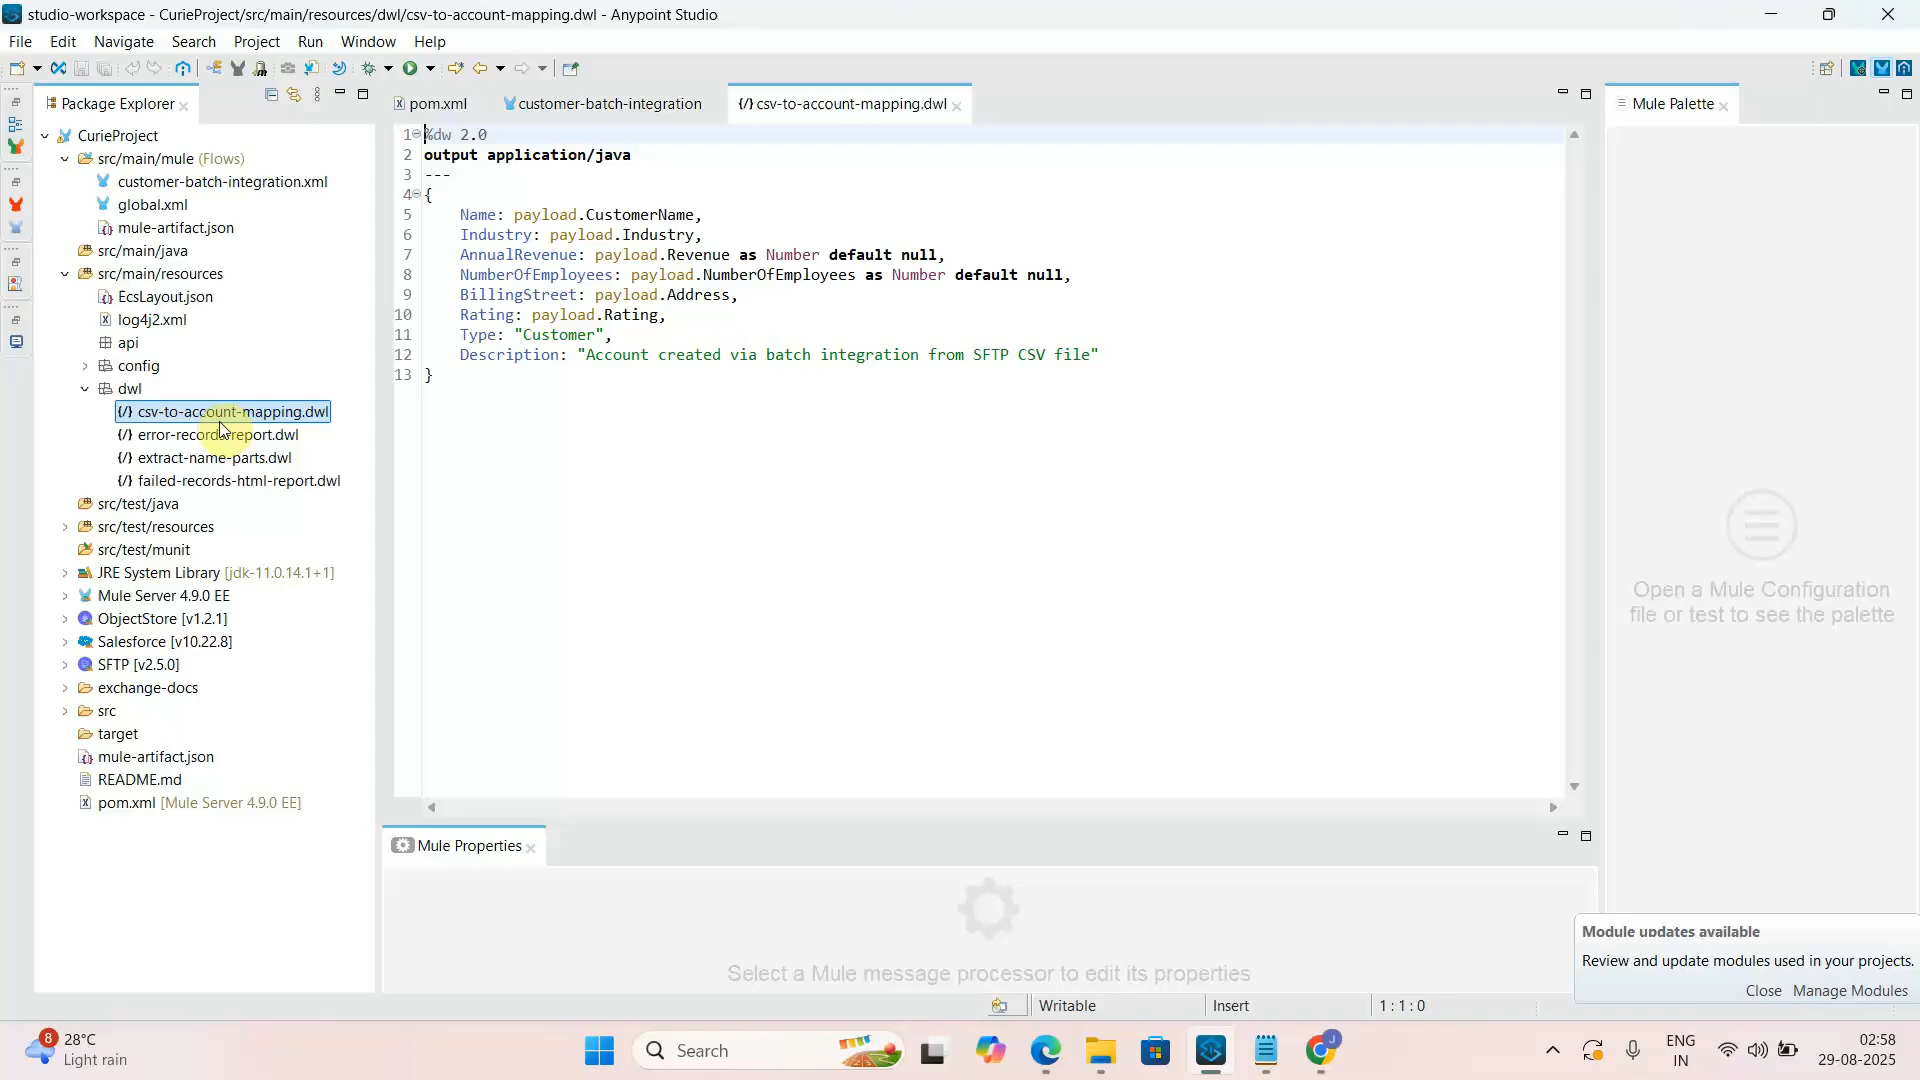 studio-workspace - CurieProject/src/main/resources/dwl/csv-to-account-mapping.dwl - Anypoint Studio
File Edit Navigate Search Project Run Window Help
Package Explorer
pom.xml
customer-batch-integration
csv-to-account-mapping.dwl
Mule Palette
CurieProject
src/main/mule (Flows)
customer-batch-integration.xml
global.xml
mule-artifact.json
src/main/java
src/main/resources
EcsLayout.json
log4j2.xml
api
config
dwl
csv-to-account-mapping.dwl
error-records-report.dwl
extract-name-parts.dwl
failed-records-html-report.dwl
src/test/java
src/test/resources
src/test/munit
JRE System Library [jdk-11.0.14.1+1]
Mule Server 4.9.0 EE
ObjectStore [v1.2.1]
Salesforce [v10.22.8]
SFTP [v2.5.0]
exchange-docs
src
target
mule-artifact.json
README.md
pom.xml [Mule Server 4.9.0 EE]
1 %dw 2.0
2 output application/java
3 ---
4 {
5 Name: payload.CustomerName,
6 Industry: payload.Industry,
7 AnnualRevenue: payload.Revenue as Number default null,
8 NumberOfEmployees: payload.NumberOfEmployees as Number default null,
9 BillingStreet: payload.Address,
10 Rating: payload.Rating,
11 Type: "Customer",
12 Description: "Account created via batch integration from SFTP CSV file"
13 }
Open a Mule Configuration
file or test to see the palette
Mule Properties
Select a Mule message processor to edit its properties
Module updates available
Review and update modules used in your projects.
Close Manage Modules
Writable
Insert
1 : 1 : 0
8
28°C
Light rain
Search
J
ENG
IN
02:58
29-08-2025